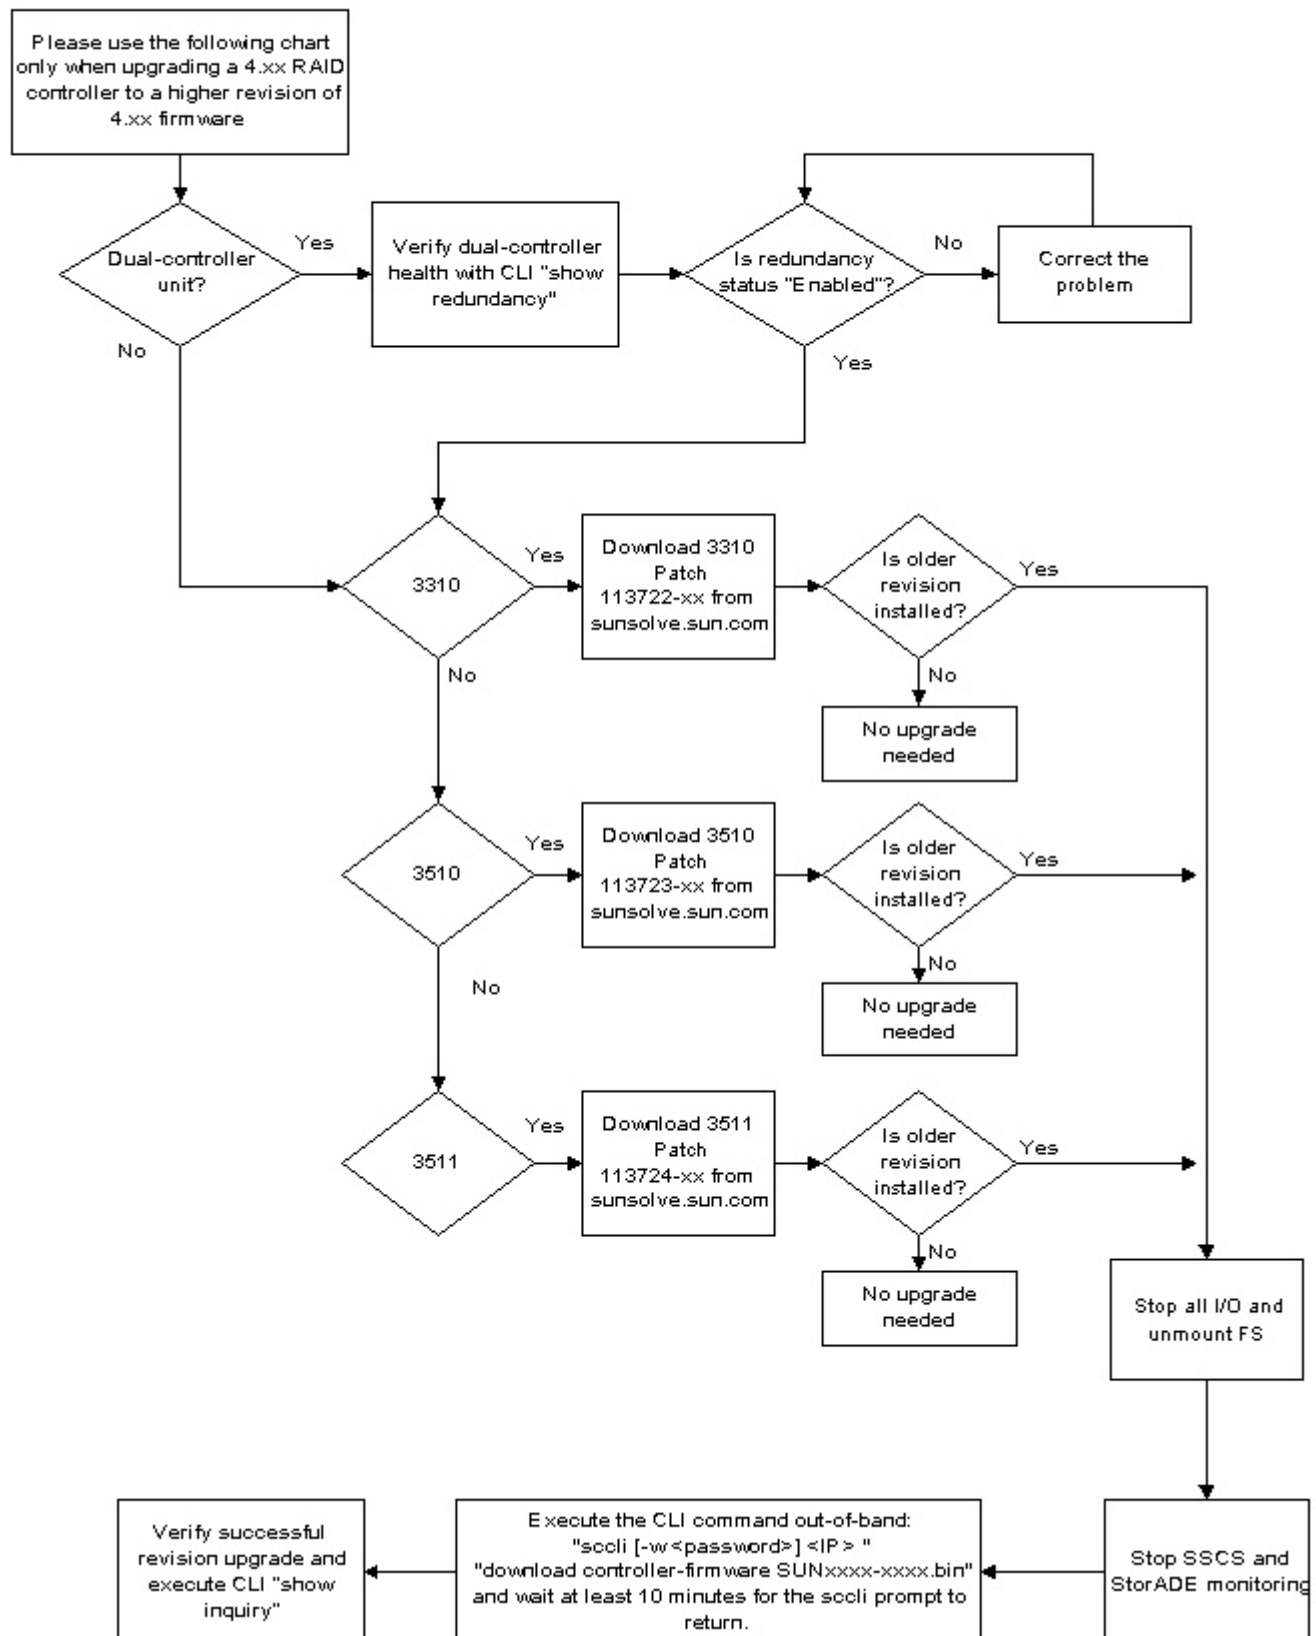 Please use the following chart
only when upgrading a 4.xx RAID
controller to a higher revision of
4.xx firmware
Dual-controller
unit?
Yes
No
Verify dual-controller
health with CLI "show
redundancy"
Is redundancy
status "Enabled"?
No
Yes
Correct the
problem
3310
Yes
No
Download 3310
Patch
113722-xx from
sunsolve.sun.com
Is older
revision
installed?
Yes
No
No upgrade
needed
3510
Yes
No
Download 3510
Patch
113723-xx from
sunsolve.sun.com
Is older
revision
installed?
Yes
No
No upgrade
needed
3511
Yes
Download 3511
Patch
113724-xx from
sunsolve.sun.com
Is older
revision
installed?
Yes
No
No upgrade
needed
Stop all I/O and
unmount FS
Stop SSCS and
StorADE monitoring
Execute the CLI command out-of-band:
"sccli [-w <password>] <IP> "
"download controller-firmware SUNxxxx-xxxx.bin"
and wait at least 10 minutes for the sccli prompt to
return.
Verify successful
revision upgrade and
execute CLI "show
inquiry"